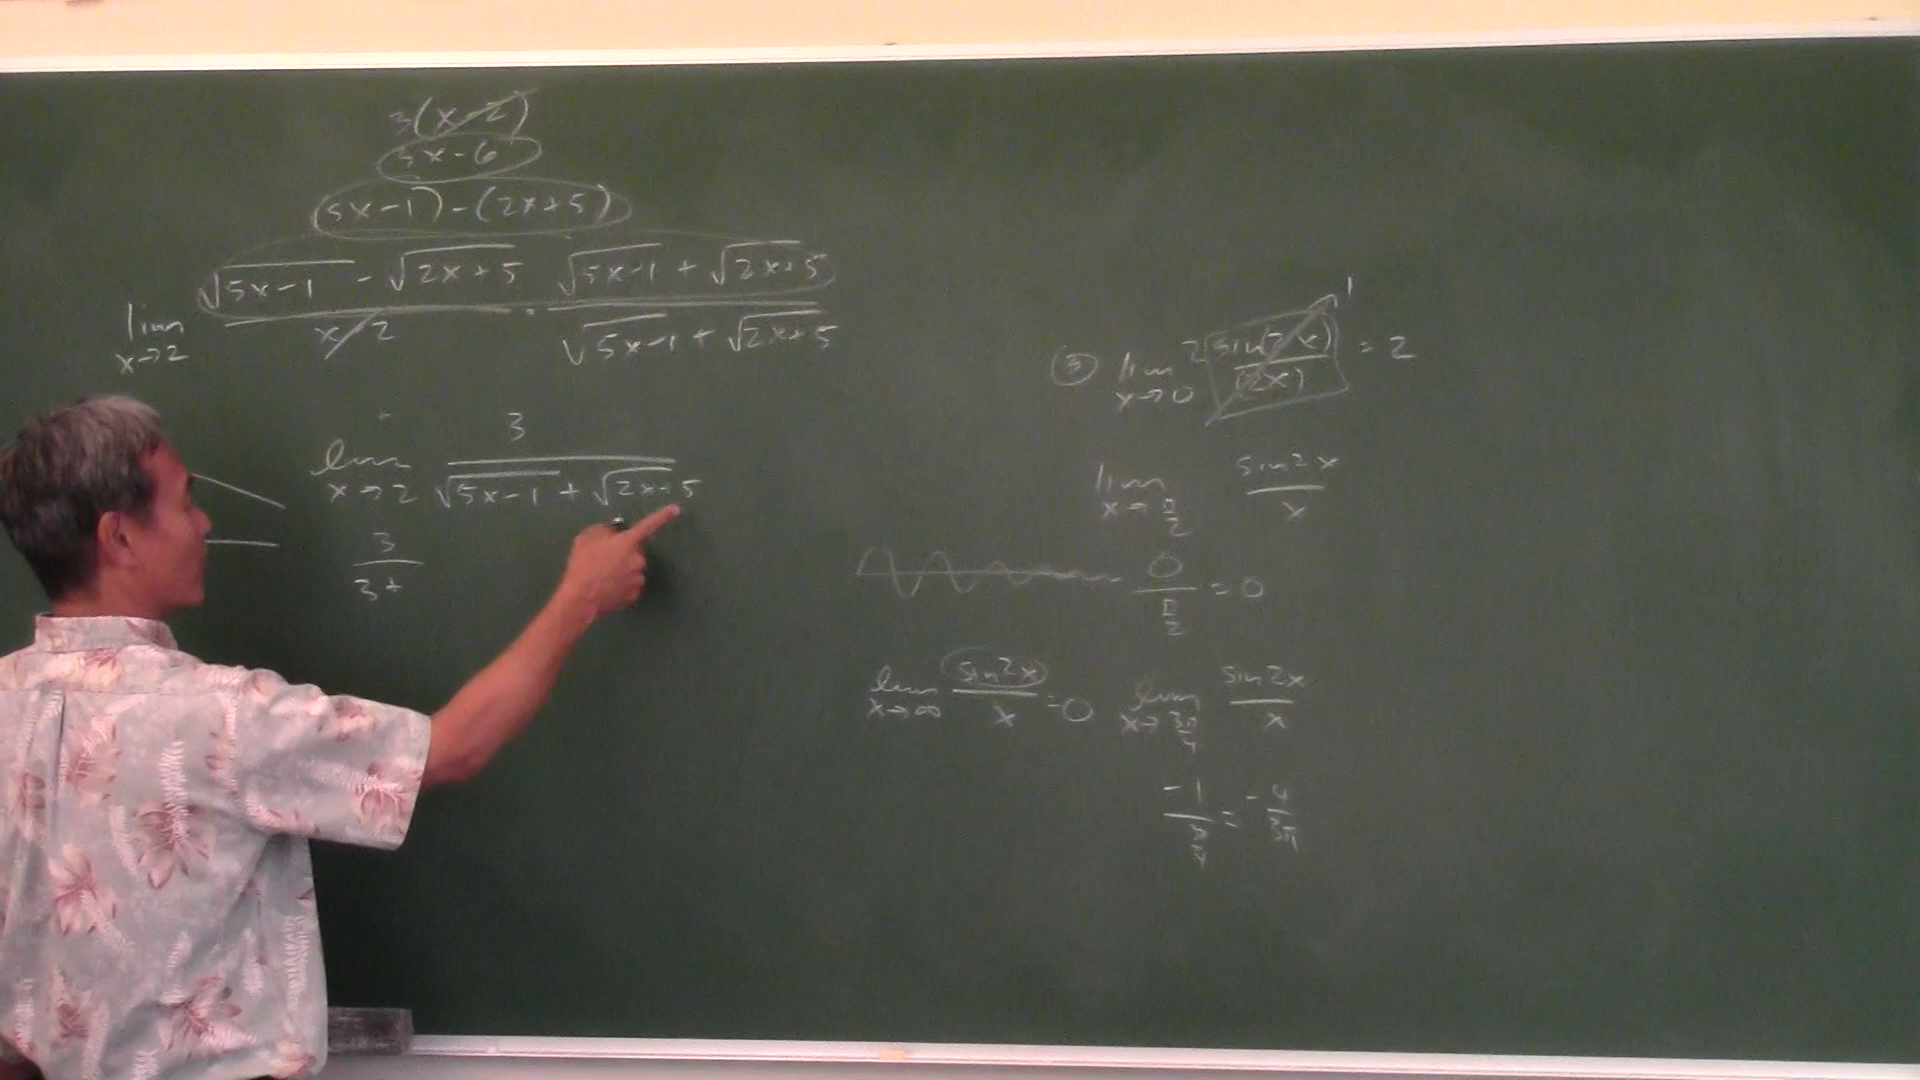 3(x-2)
3x-6
(5x-1)-(2x+5)
lim x→2 (√(5x-1) - √(2x+5))/(x-2) · (√(5x-1) + √(2x+5))/(√(5x-1) + √(2x+5))
lim x→2 3/(√(5x-1) + √(2x+5))
3/(3+
1
lim x→0 2 sin(2x)/(2x) = 2
lim x→π/2 sin2x/x
0/(π/2) = 0
lim x→∞ sin2x/x = 0
lim x→3π/4 sin2x/x
-1/(3π/4) = -4/3π